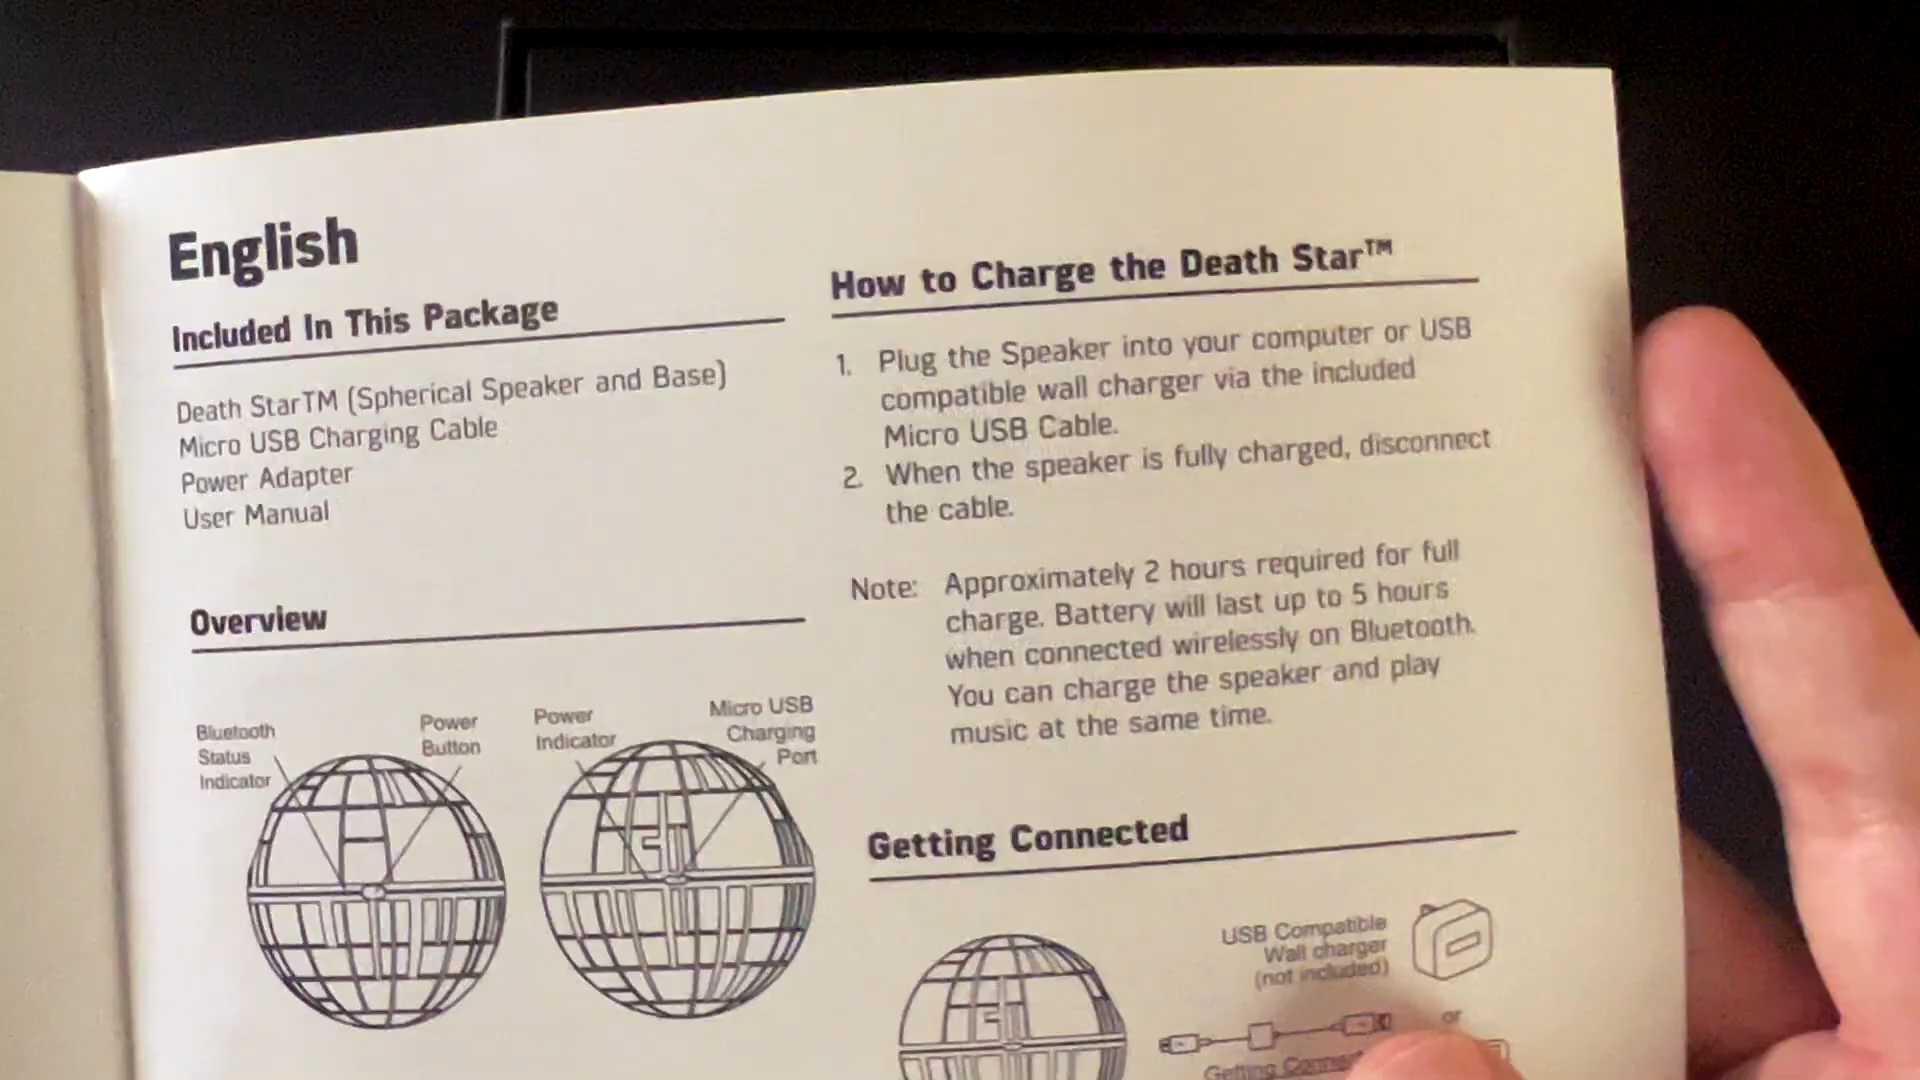 English
Included In This Package
Death StarTM (Spherical Speaker and Base)
Micro USB Charging Cable
Power Adapter
User Manual
Overview
Bluetooth
Status
Indicator
Power
Button
Power
Indicator
Micro USB
Charging
Port
How to Charge the Death Star™
1. Plug the Speaker into your computer or USB
compatible wall charger via the included
Micro USB Cable.
2. When the speaker is fully charged, disconnect
the cable.
Note: Approximately 2 hours required for full
charge. Battery will last up to 5 hours
when connected wirelessly on Bluetooth.
You can charge the speaker and play
music at the same time.
Getting Connected
USB Compatible
Wall charger
(not included)
or
Getting